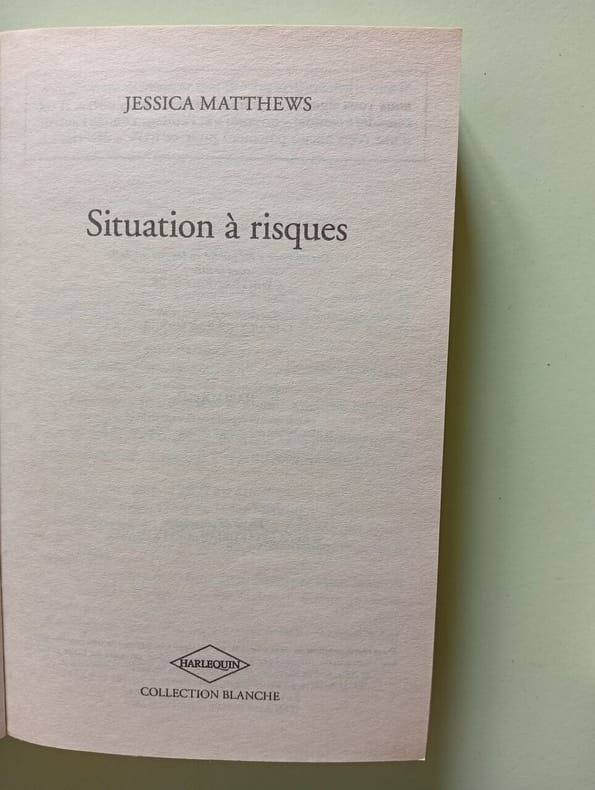 JESSICA MATTHEWS
Situation à risques
HARLEQUIN
COLLECTION BLANCHE